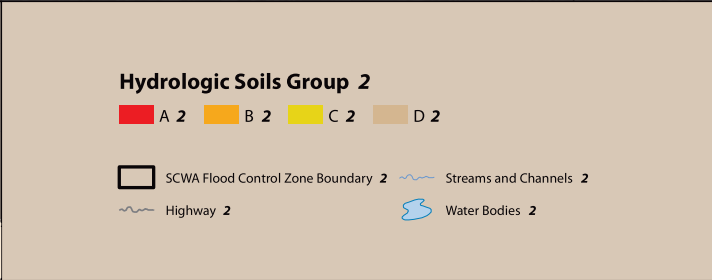 Hydrologic Soils Group 2
A 2 B 2 C 2 D 2
SCWA Flood Control Zone Boundary 2 Streams and Channels 2
Highway 2 Water Bodies 2